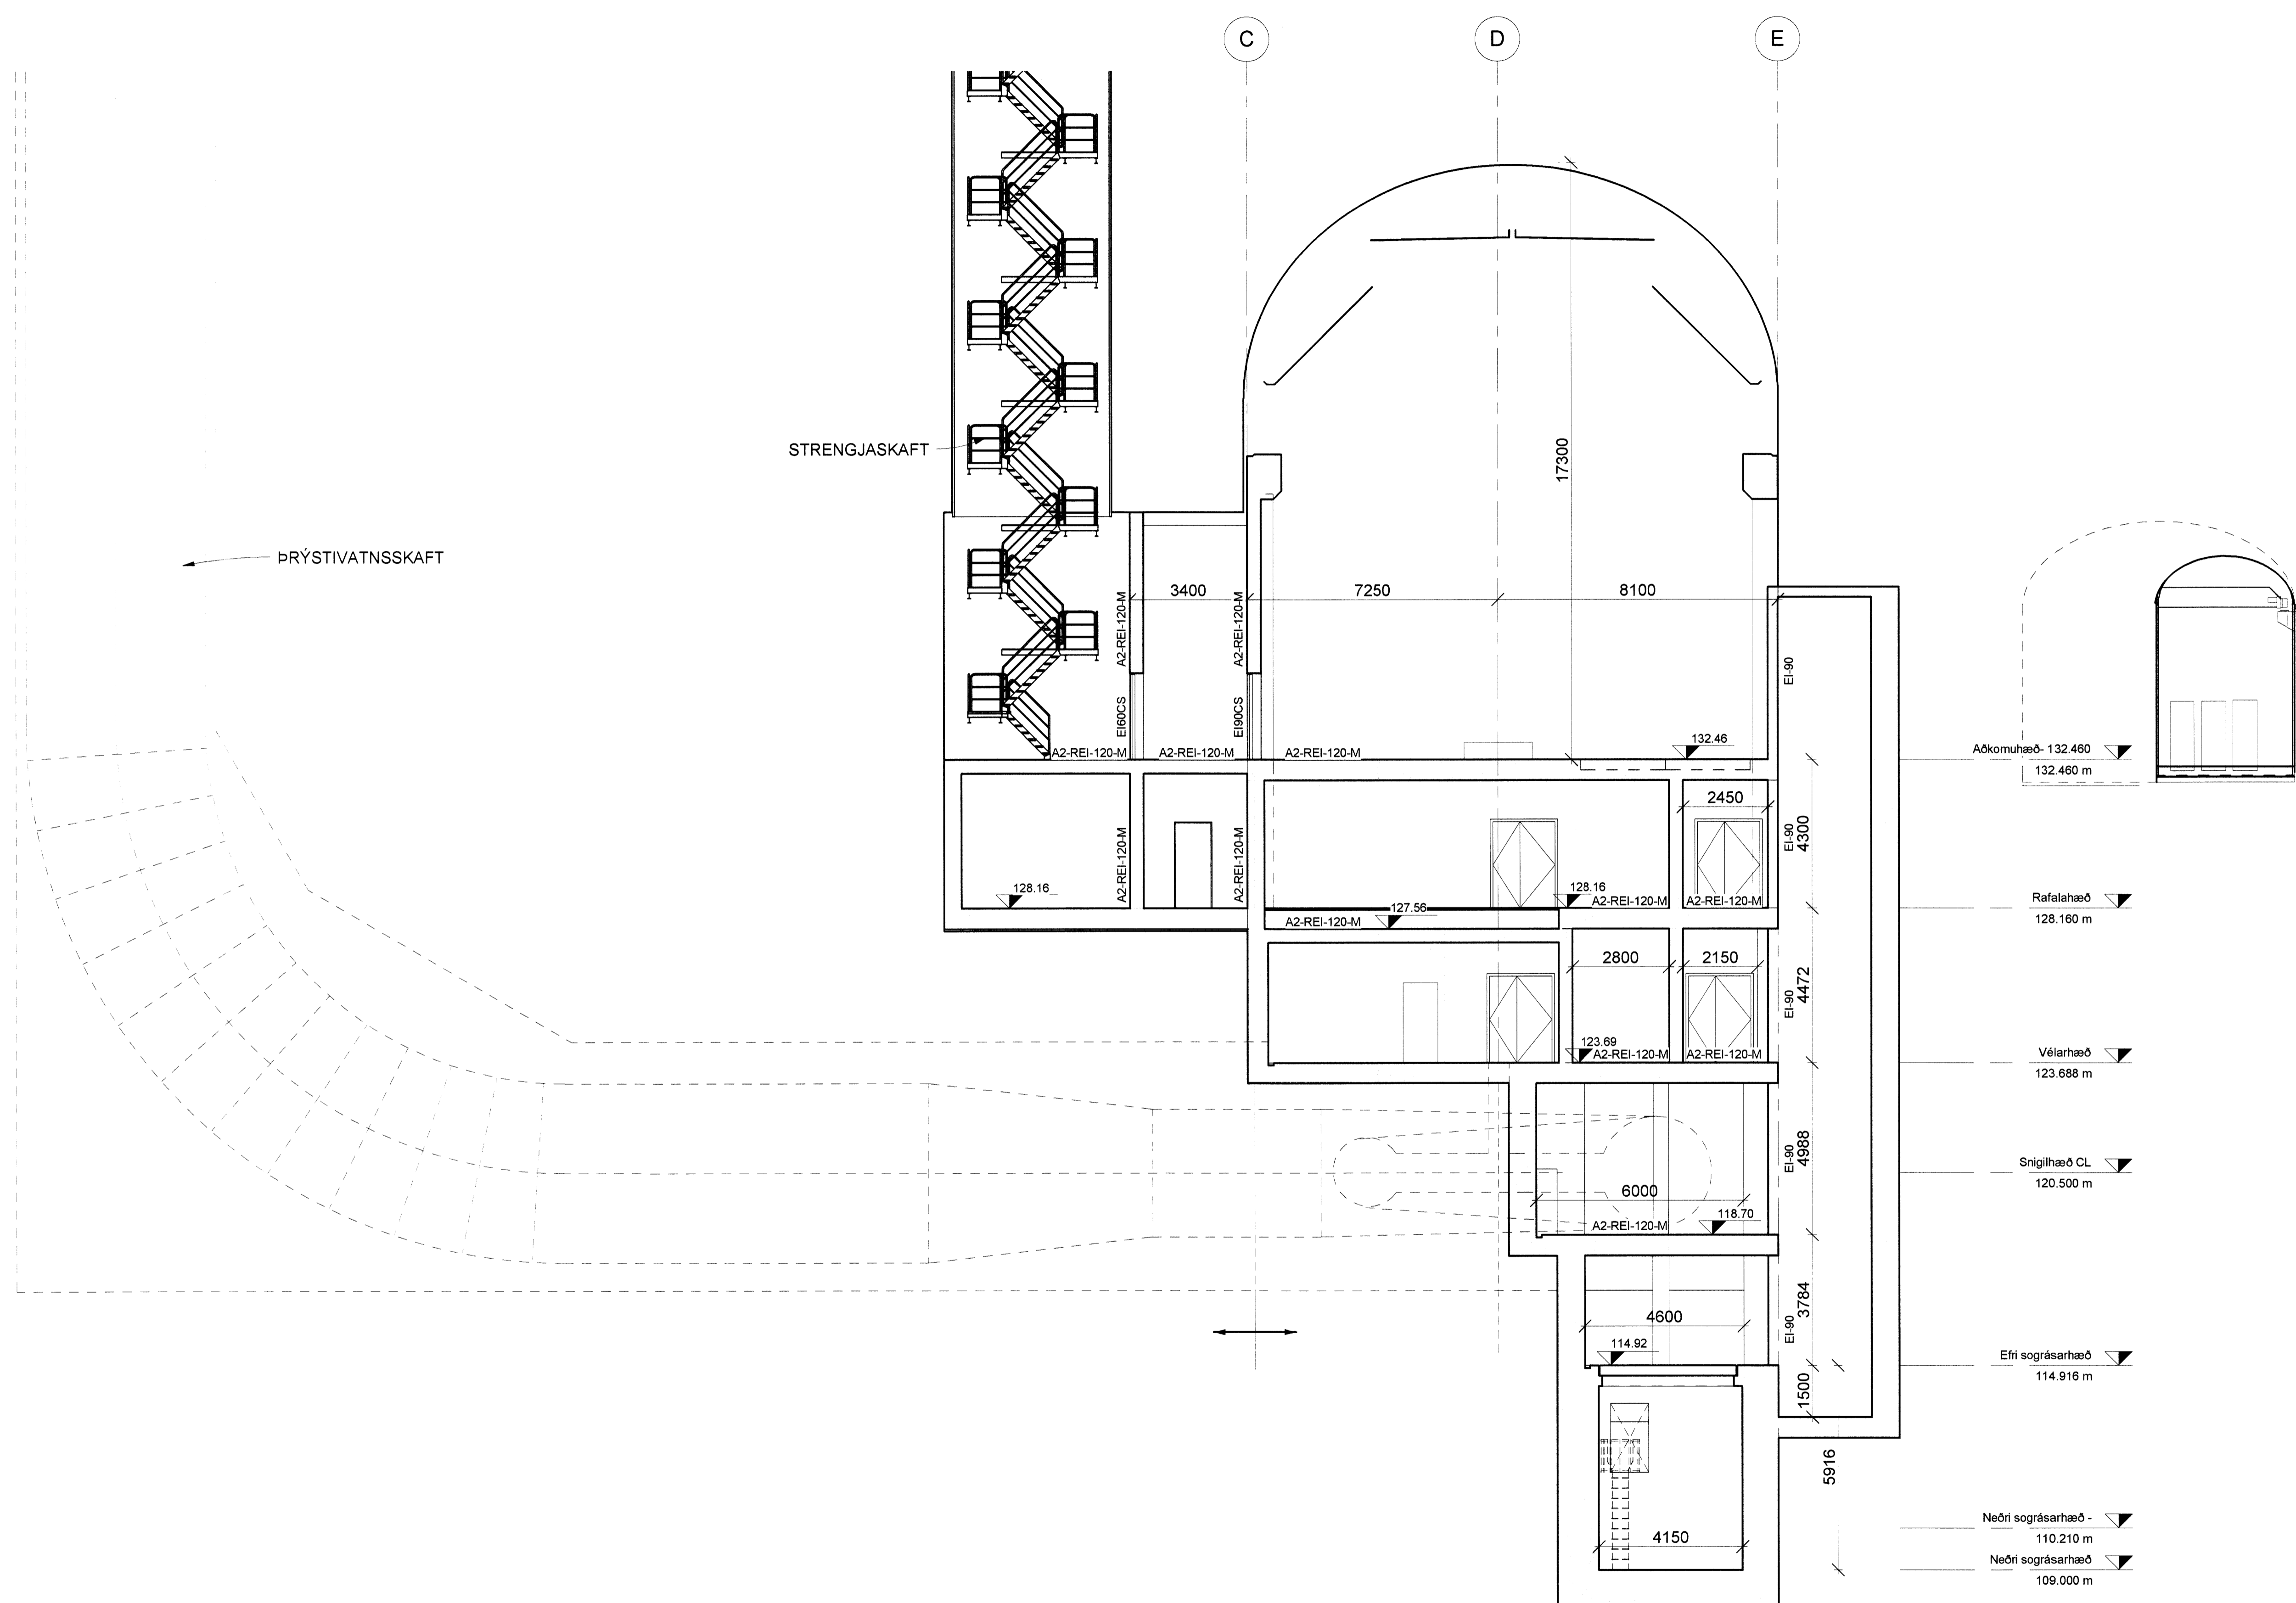 C
D
E
STRENGJASKAFT
17300
ÞRÝSTIVATNSSKAFT
3400
7250
8100
A2-REI-120-M
A2-REI-120-M
EI-90
EI60CS
EI90CS
132.46
A2-REI-120-M
A2-REI-120-M
A2-REI-120-M
Aðkomuhæð- 132.460
132.460 m
2450
4300
EI-90
A2-REI-120-M
A2-REI-120-M
128.16
128.16
A2-REI-120-M
A2-REI-120-M
Rafalahæð
128.160 m
127.56
A2-REI-120-M
2800
2150
4472
EI-90
123.69
A2-REI-120-M
A2-REI-120-M
Vélarhæð
123.688 m
4988
EI-90
Snigilhæð CL
120.500 m
6000
118.70
A2-REI-120-M
3784
EI-90
4600
114.92
Efri sográsarhæð
114.916 m
1500
5916
Neðri sográsarhæð -
110.210 m
4150
Neðri sográsarhæð
109.000 m